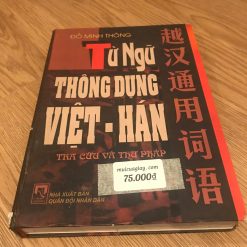 ĐỖ MINH THÔNG
TỪ NGỮ
THÔNG DỤNG
VIỆT - HÁN
TRA CỨU VÀ THƯ PHÁP
越汉通用词语
75.000đ
NHÀ XUẤT BẢN
QUÂN ĐỘI NHÂN DÂN